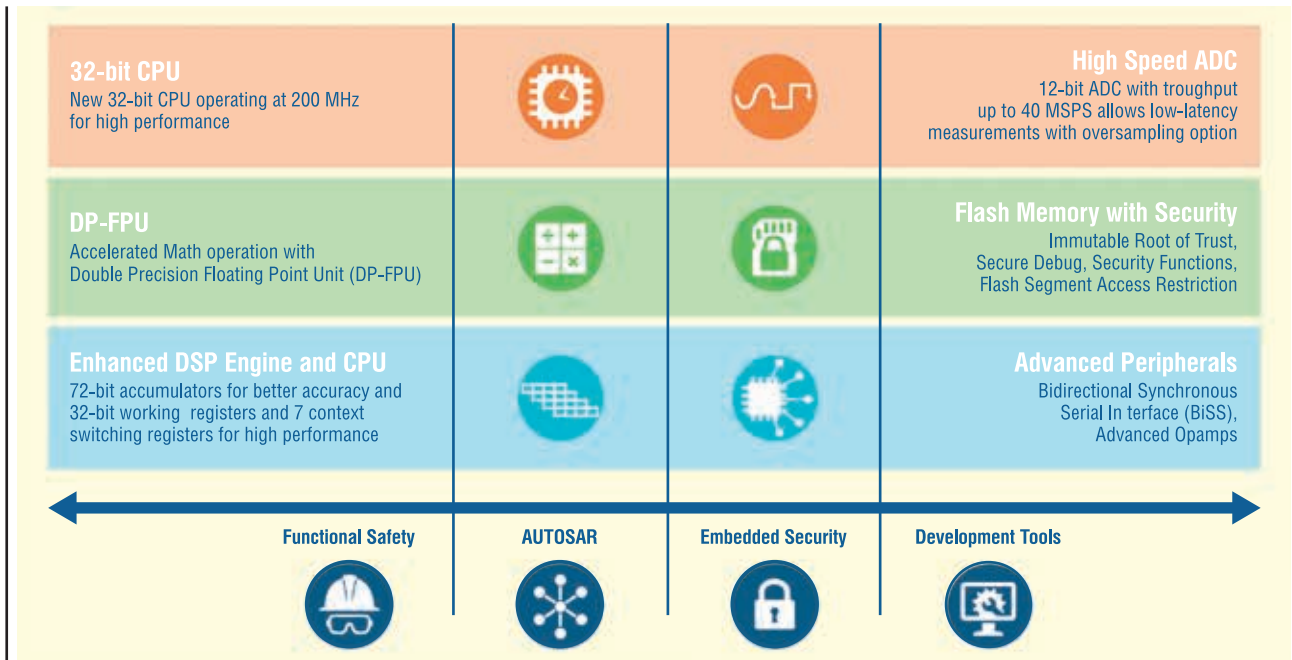 32-bit CPU
New 32-bit CPU operating at 200 MHz
for high performance
High Speed ADC
12-bit ADC with troughput
up to 40 MSPS allows low-latency
measurements with oversampling option
DP-FPU
Accelerated Math operation with
Double Precision Floating Point Unit (DP-FPU)
Flash Memory with Security
Immutable Root of Trust,
Secure Debug, Security Functions,
Flash Segment Access Restriction
Enhanced DSP Engine and CPU
72-bit accumulators for better accuracy and
32-bit working registers and 7 context
switching registers for high performance
Advanced Peripherals
Bidirectional Synchronous
Serial In terface (BiSS),
Advanced Opamps
Functional Safety
AUTOSAR
Embedded Security
Development Tools